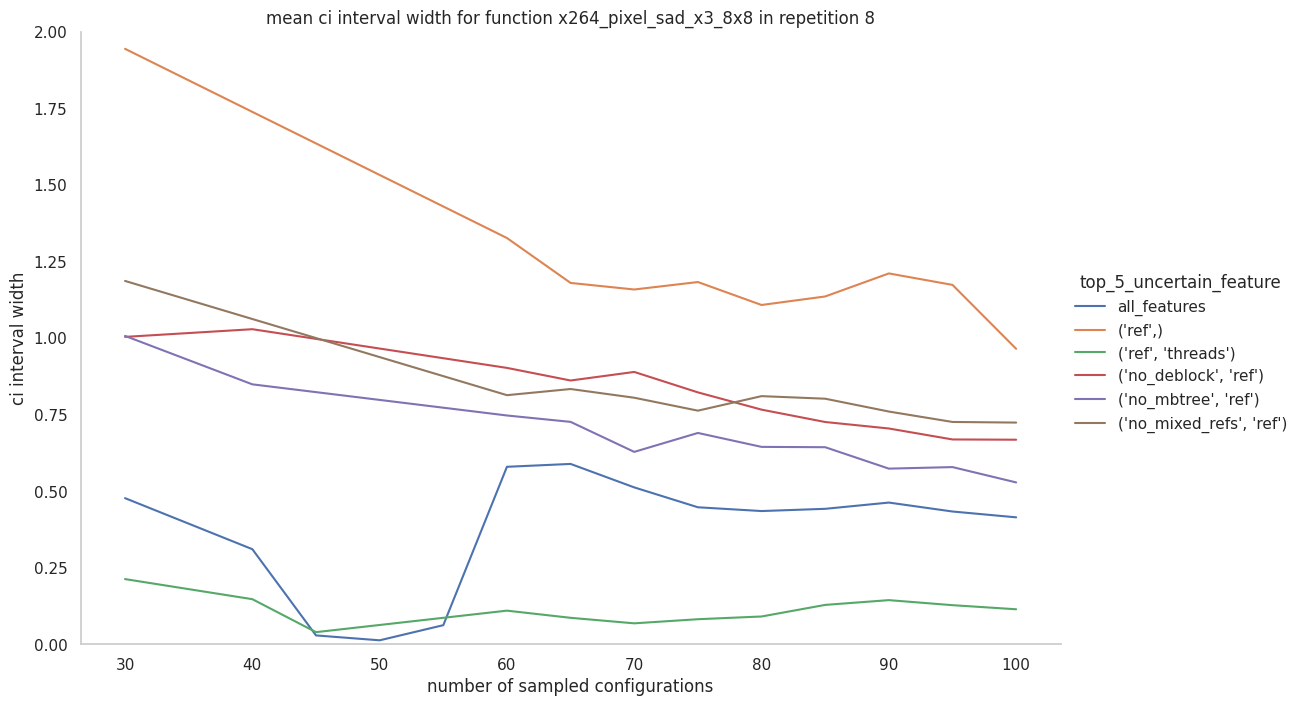 mean ci interval width for function x264_pixel_sad_x3_8x8 in repetition 8
2.00
1.75
1.50
1.25
1.00
0.75
0.50
0.25
0.00
ci interval width
30 40 50 60 70 80 90 100
number of sampled configurations
top_5_uncertain_feature
all_features
('ref',)
('ref', 'threads')
('no_deblock', 'ref')
('no_mbtree', 'ref')
('no_mixed_refs', 'ref')